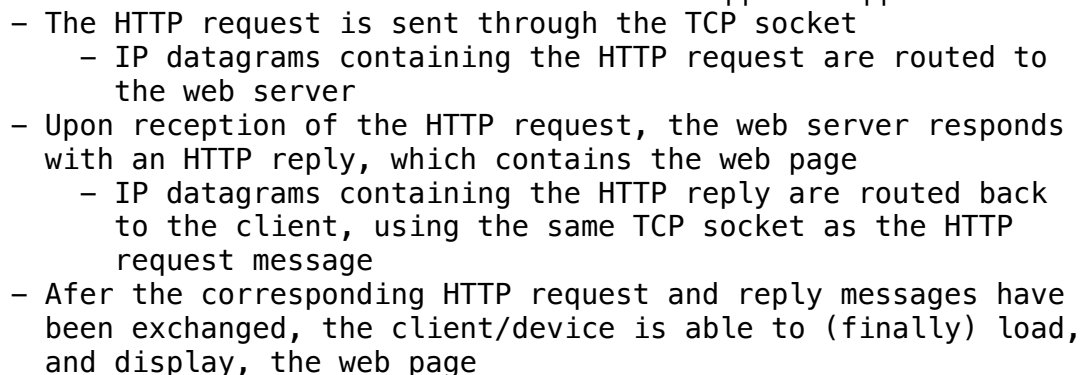 – The HTTP request is sent through the TCP socket
– IP datagrams containing the HTTP request are routed to
the web server
– Upon reception of the HTTP request, the web server responds
with an HTTP reply, which contains the web page
– IP datagrams containing the HTTP reply are routed back
to the client, using the same TCP socket as the HTTP
request message
– Afer the corresponding HTTP request and reply messages have
been exchanged, the client/device is able to (finally) load,
and display, the web page